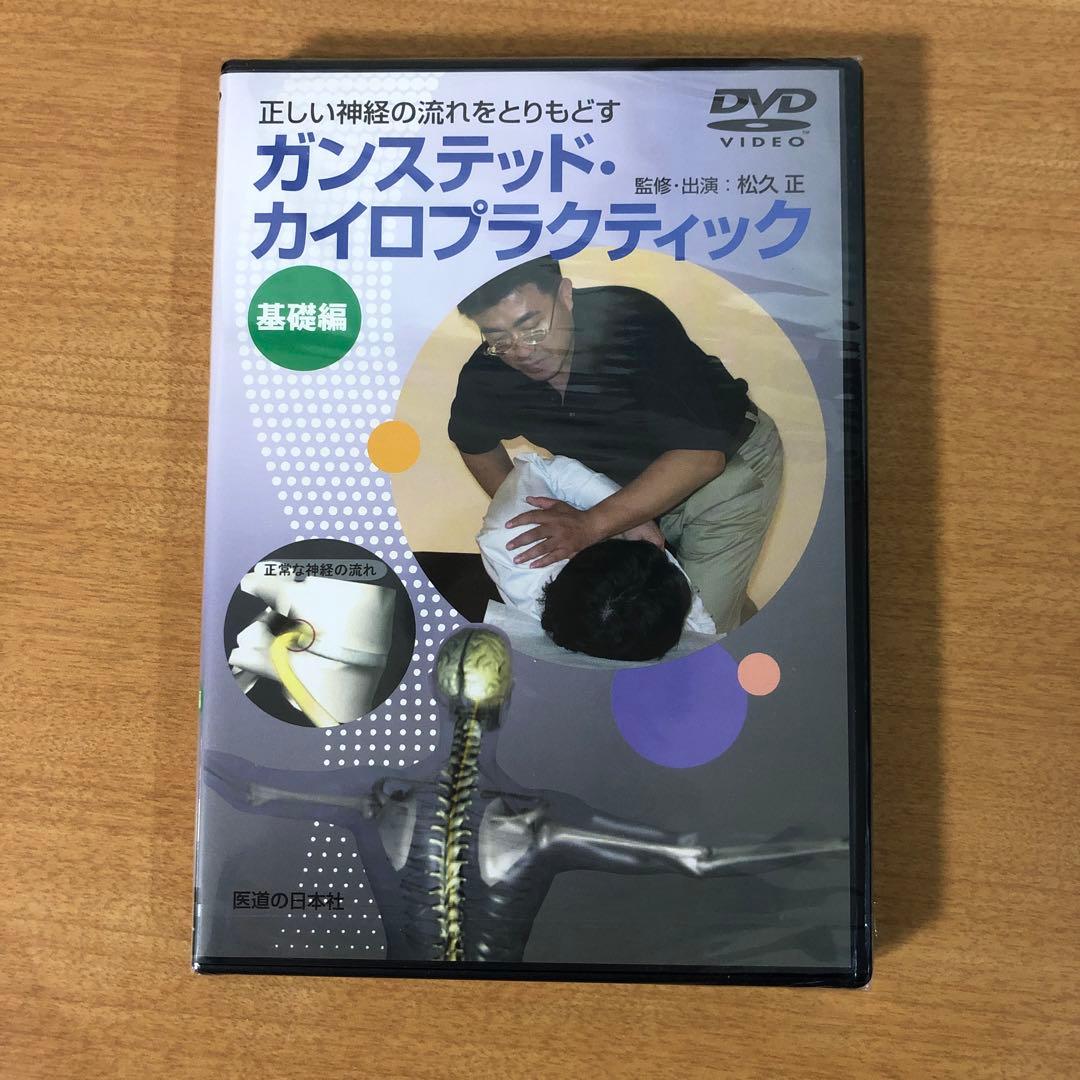 正しい神経の流れをとりもどす
DVD
VIDEO
TM
ガンステッド・
監修・出演：松久 正
カイロプラクティック
基礎編
正常な神経の流れ
医道の日本社